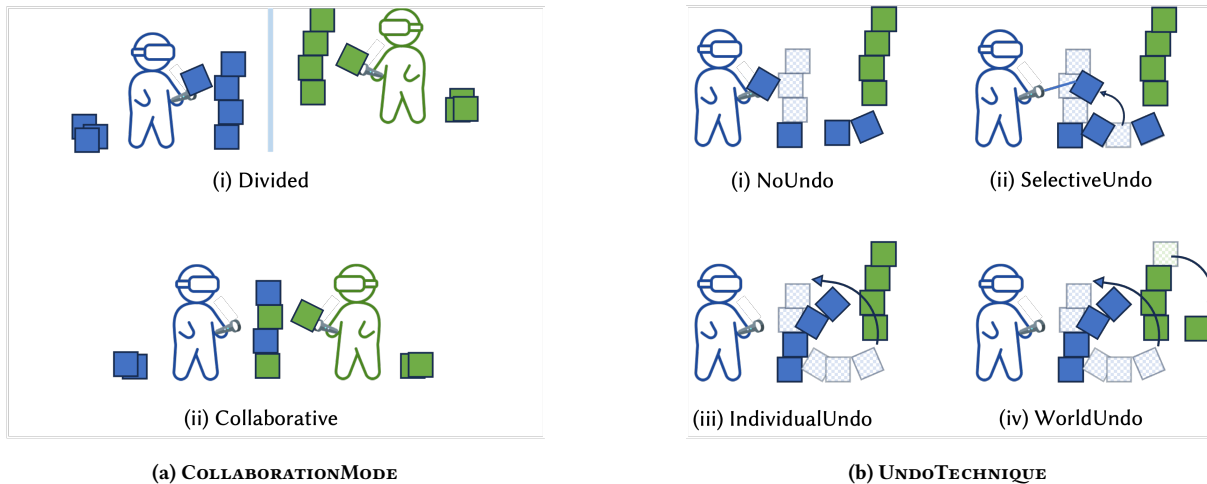 (i) Divided
(ii) Collaborative
(a) COLLABORATIONMODE
(i) NoUndo
(ii) SelectiveUndo
(iii) IndividualUndo
(iv) WorldUndo
(b) UNDOTECHNIQUE